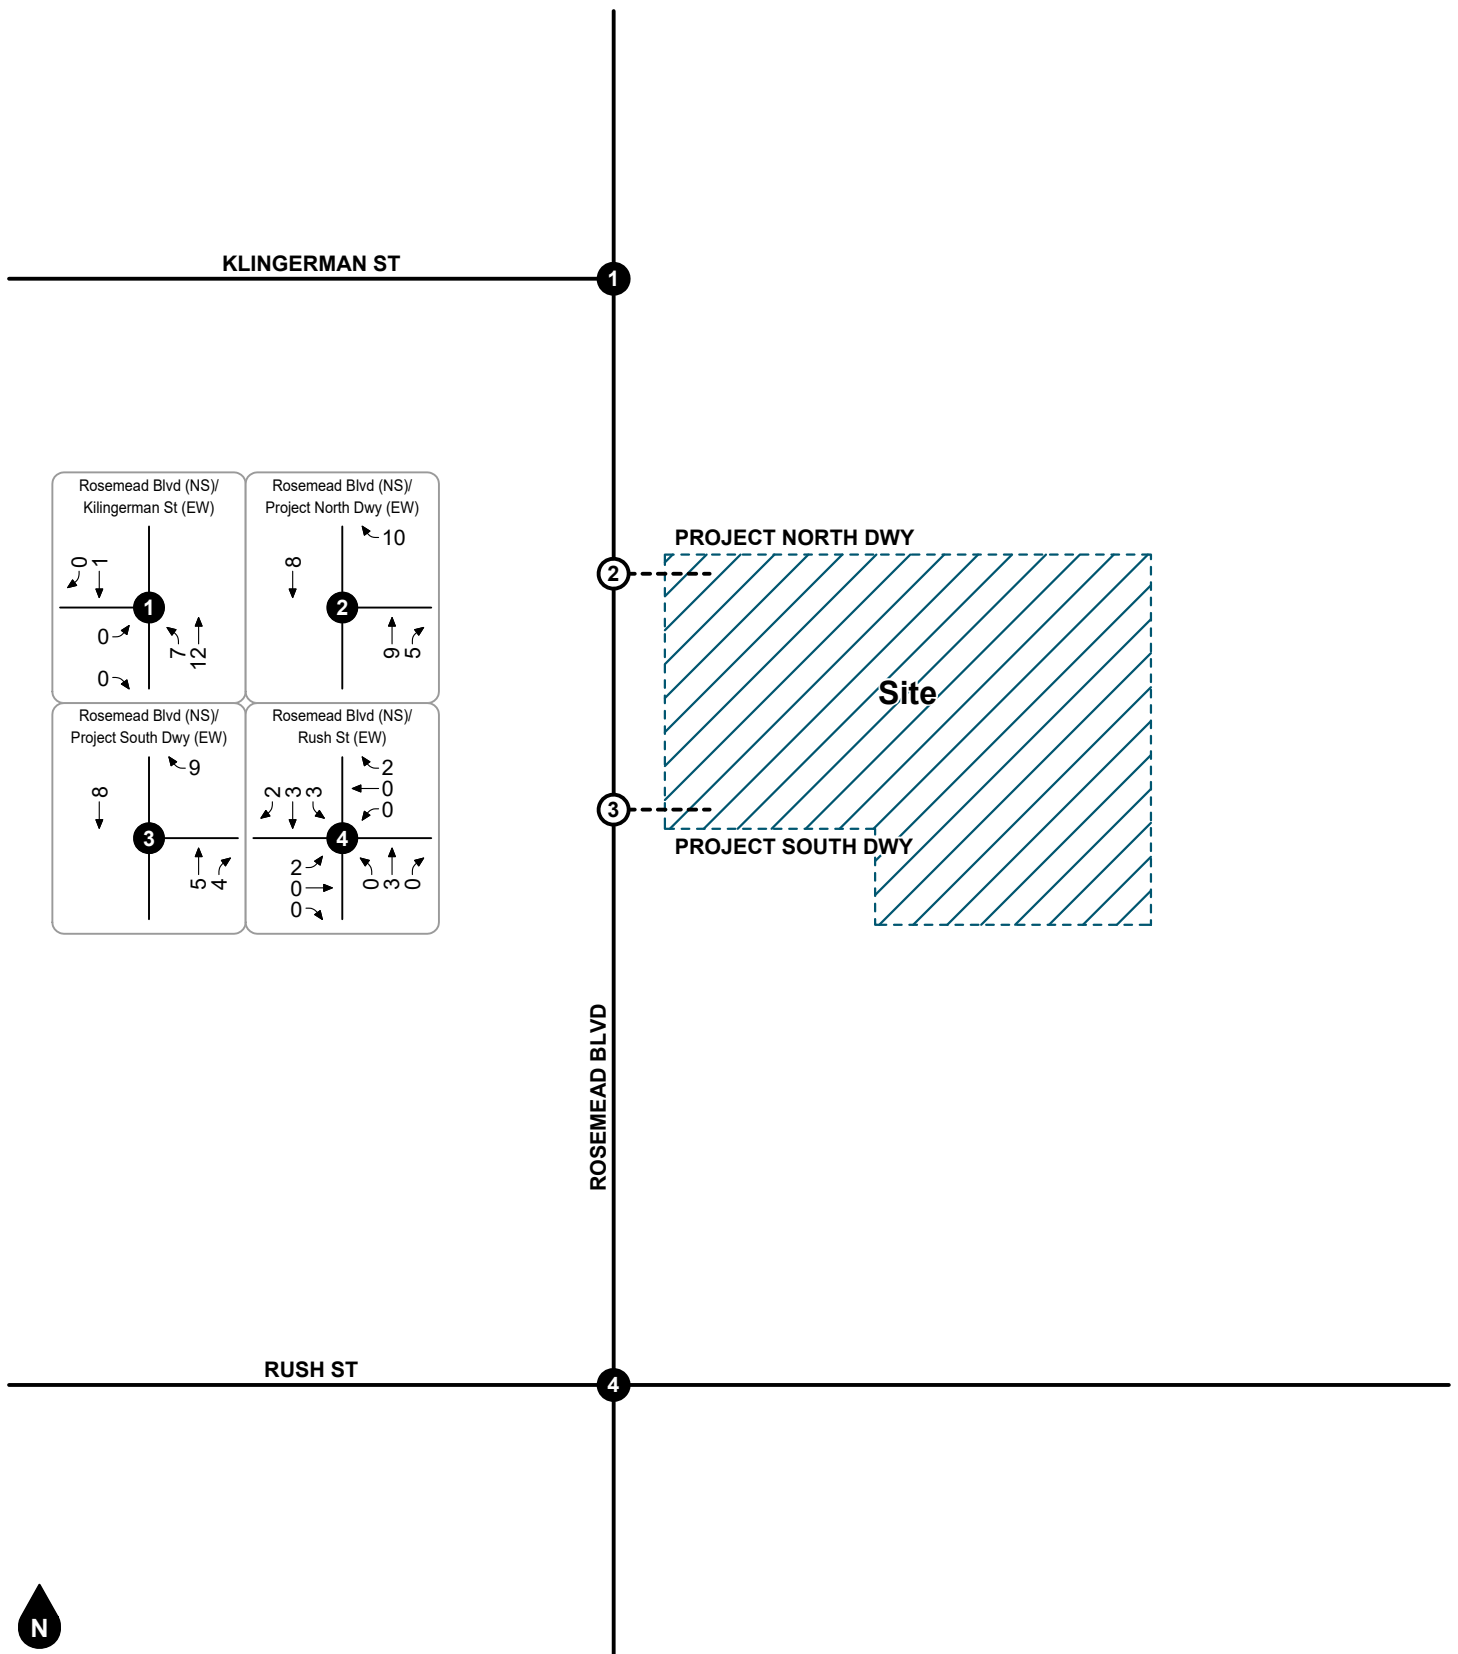 KLINGERMAN ST
1
Rosemead Blvd (NS)/
Kilingerman St (EW)
0
1
1
0
7
12
0
Rosemead Blvd (NS)/
Project North Dwy (EW)
10
8
2
9
5
Rosemead Blvd (NS)/
Project South Dwy (EW)
9
8
3
5
4
Rosemead Blvd (NS)/
Rush St (EW)
2
2
3
3
0
0
4
2
0
0
0
3
0
PROJECT NORTH DWY
2
Site
3
PROJECT SOUTH DWY
ROSEMEAD BLVD
RUSH ST
4
N